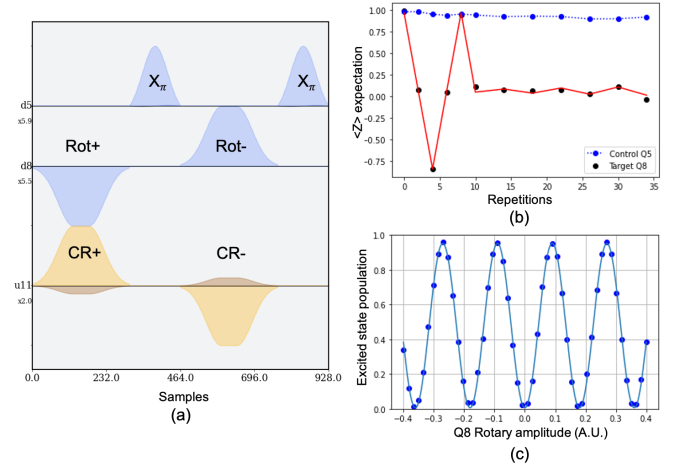 Xπ
Xπ
d5
x5.9
Rot+
Rot-
d8
x5.5
CR+
CR-
u11
x2.0
0.0
232.0
464.0
696.0
928.0
Samples
(a)
1.00
0.75
0.50
0.25
0.00
-0.25
-0.50
-0.75
<Z> expectation
Control Q5
Target Q8
0
5
10
15
20
25
30
35
Repetitions
(b)
1.0
0.8
0.6
0.4
0.2
0.0
Excited state population
−0.4
−0.3
−0.2
−0.1
0.0
0.1
0.2
0.3
0.4
Q8 Rotary amplitude (A.U.)
(c)